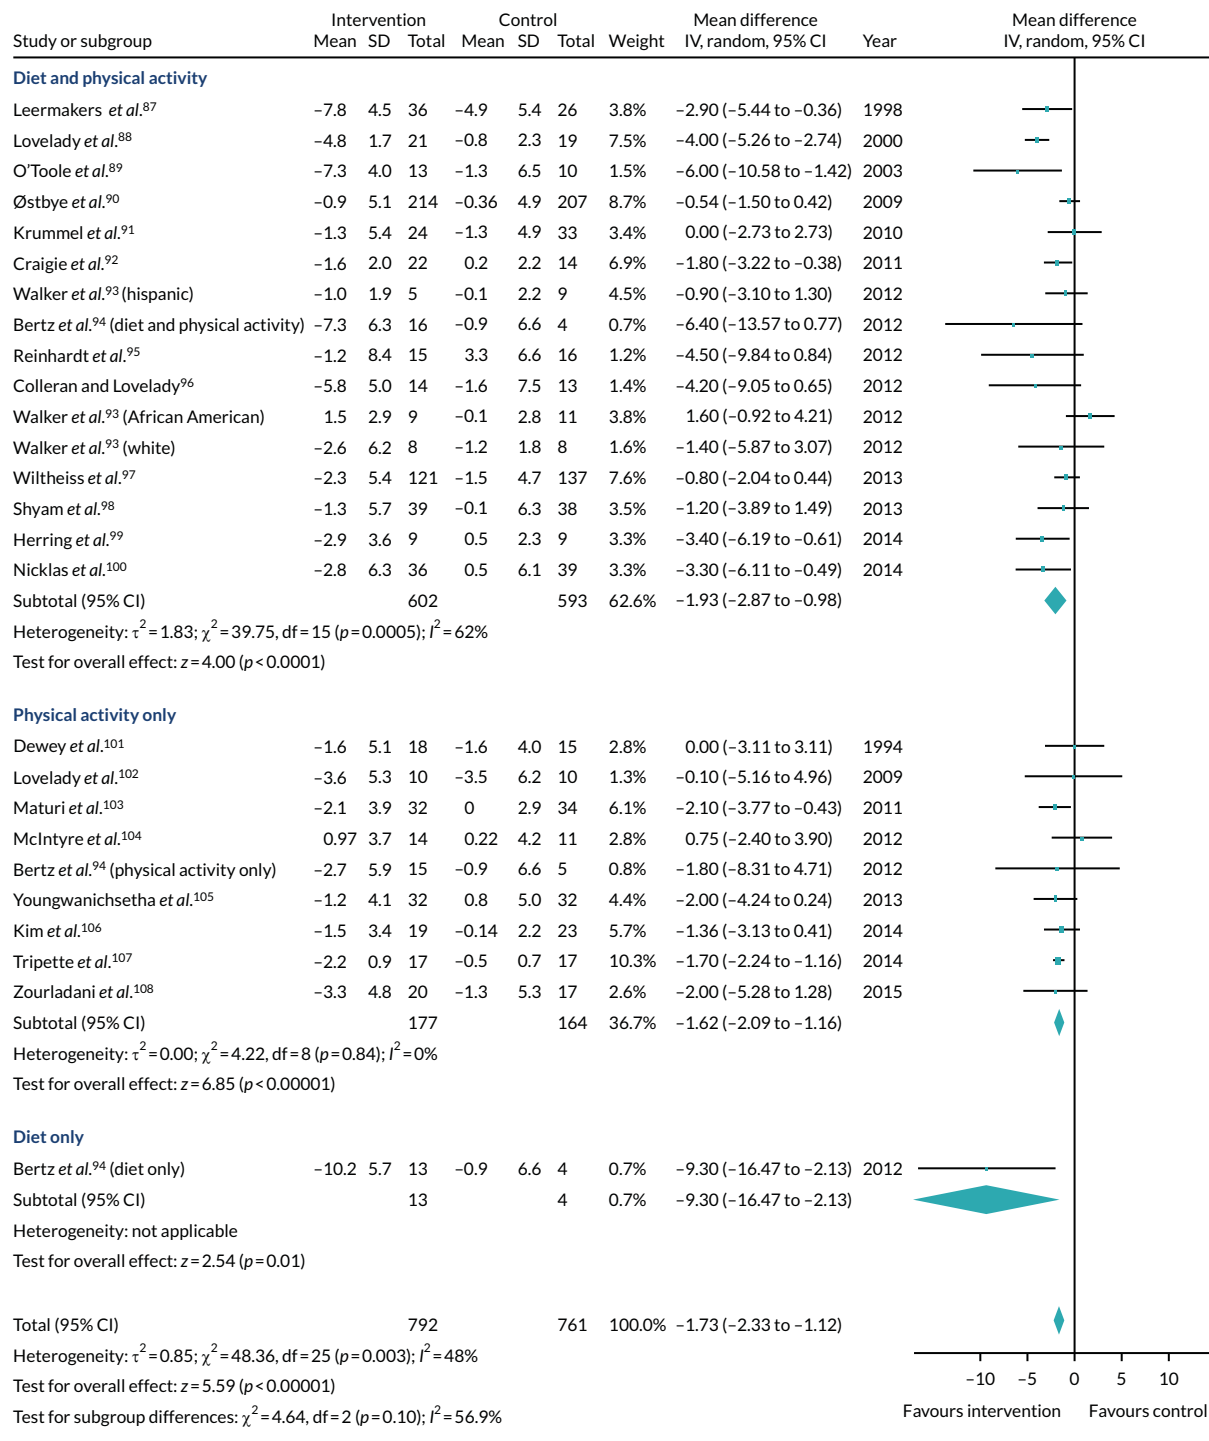 Intervention Control Mean difference Mean difference
Study or subgroup Mean SD Total Mean SD Total Weight IV, random, 95% CI Year IV, random, 95% CI
Diet and physical activity
Leermakers et al.87 −7.8 4.5 36 −4.9 5.4 26 3.8% −2.90 (−5.44 to −0.36) 1998
Lovelady et al.88 −4.8 1.7 21 −0.8 2.3 19 7.5% −4.00 (−5.26 to −2.74) 2000
O'Toole et al.89 −7.3 4.0 13 −1.3 6.5 10 1.5% −6.00 (−10.58 to −1.42) 2003
Østbye et al.90 −0.9 5.1 214 −0.36 4.9 207 8.7% −0.54 (−1.50 to 0.42) 2009
Krummel et al.91 −1.3 5.4 24 −1.3 4.9 33 3.4% 0.00 (−2.73 to 2.73) 2010
Craigie et al.92 −1.6 2.0 22 0.2 2.2 14 6.9% −1.80 (−3.22 to −0.38) 2011
Walker et al.93 (hispanic) −1.0 1.9 5 −0.1 2.2 9 4.5% −0.90 (−3.10 to 1.30) 2012
Bertz et al.94 (diet and physical activity) −7.3 6.3 16 −0.9 6.6 4 0.7% −6.40 (−13.57 to 0.77) 2012
Reinhardt et al.95 −1.2 8.4 15 3.3 6.6 16 1.2% −4.50 (−9.84 to 0.84) 2012
Colleran and Lovelady96 −5.8 5.0 14 −1.6 7.5 13 1.4% −4.20 (−9.05 to 0.65) 2012
Walker et al.93 (African American) 1.5 2.9 9 −0.1 2.8 11 3.8% 1.60 (−0.92 to 4.21) 2012
Walker et al.93 (white) −2.6 6.2 8 −1.2 1.8 8 1.6% −1.40 (−5.87 to 3.07) 2012
Wiltheiss et al.97 −2.3 5.4 121 −1.5 4.7 137 7.6% −0.80 (−2.04 to 0.44) 2013
Shyam et al.98 −1.3 5.7 39 −0.1 6.3 38 3.5% −1.20 (−3.89 to 1.49) 2013
Herring et al.99 −2.9 3.6 9 0.5 2.3 9 3.3% −3.40 (−6.19 to −0.61) 2014
Nicklas et al.100 −2.8 6.3 36 0.5 6.1 39 3.3% −3.30 (−6.11 to −0.49) 2014
Subtotal (95% CI) 602 593 62.6% −1.93 (−2.87 to −0.98)
Heterogeneity: τ2=1.83; χ2=39.75, df=15 (p=0.0005); I2=62%
Test for overall effect: z=4.00 (p<0.0001)
Physical activity only
Dewey et al.101 −1.6 5.1 18 −1.6 4.0 15 2.8% 0.00 (−3.11 to 3.11) 1994
Lovelady et al.102 −3.6 5.3 10 −3.5 6.2 10 1.3% −0.10 (−5.16 to 4.96) 2009
Maturi et al.103 −2.1 3.9 32 0 2.9 34 6.1% −2.10 (−3.77 to −0.43) 2011
McIntyre et al.104 0.97 3.7 14 0.22 4.2 11 2.8% 0.75 (−2.40 to 3.90) 2012
Bertz et al.94 (physical activity only) −2.7 5.9 15 −0.9 6.6 5 0.8% −1.80 (−8.31 to 4.71) 2012
Youngwanichsetha et al.105 −1.2 4.1 32 0.8 5.0 32 4.4% −2.00 (−4.24 to 0.24) 2013
Kim et al.106 −1.5 3.4 19 −0.14 2.2 23 5.7% −1.36 (−3.13 to 0.41) 2014
Tripette et al.107 −2.2 0.9 17 −0.5 0.7 17 10.3% −1.70 (−2.24 to −1.16) 2014
Zourladani et al.108 −3.3 4.8 20 −1.3 5.3 17 2.6% −2.00 (−5.28 to 1.28) 2015
Subtotal (95% CI) 177 164 36.7% −1.62 (−2.09 to −1.16)
Heterogeneity: τ2=0.00; χ2=4.22, df=8 (p=0.84); I2=0%
Test for overall effect: z=6.85 (p<0.00001)
Diet only
Bertz et al.94 (diet only) −10.2 5.7 13 −0.9 6.6 4 0.7% −9.30 (−16.47 to −2.13) 2012
Subtotal (95% CI) 13 4 0.7% −9.30 (−16.47 to −2.13)
Heterogeneity: not applicable
Test for overall effect: z=2.54 (p=0.01)
Total (95% CI) 792 761 100.0% −1.73 (−2.33 to −1.12)
Heterogeneity: τ2=0.85; χ2=48.36, df=25 (p=0.003); I2=48%
Test for overall effect: z=5.59 (p<0.00001) −10 −5 0 5 10
Test for subgroup differences: χ2=4.64, df=2 (p=0.10); I2=56.9% Favours intervention Favours control